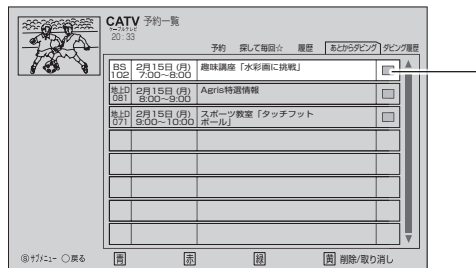 CATV 予約一覧
ケーブルテレビ
20:33
予約 探して毎回☆ 履歴 あとからダビング ダビング履歴
BS 102 2月15日 (月) 7:00〜8:00 趣味講座「水彩画に挑戦」
地上D 081 2月15日 (月) 8:00〜9:00 Agris特選情報
地上D 071 2月15日 (月) 9:00〜10:00 スポーツ教室「タッチフットボール」
Ⓢ サブメニュー ○戻る 青 赤 緑 黄 削除/取り消し